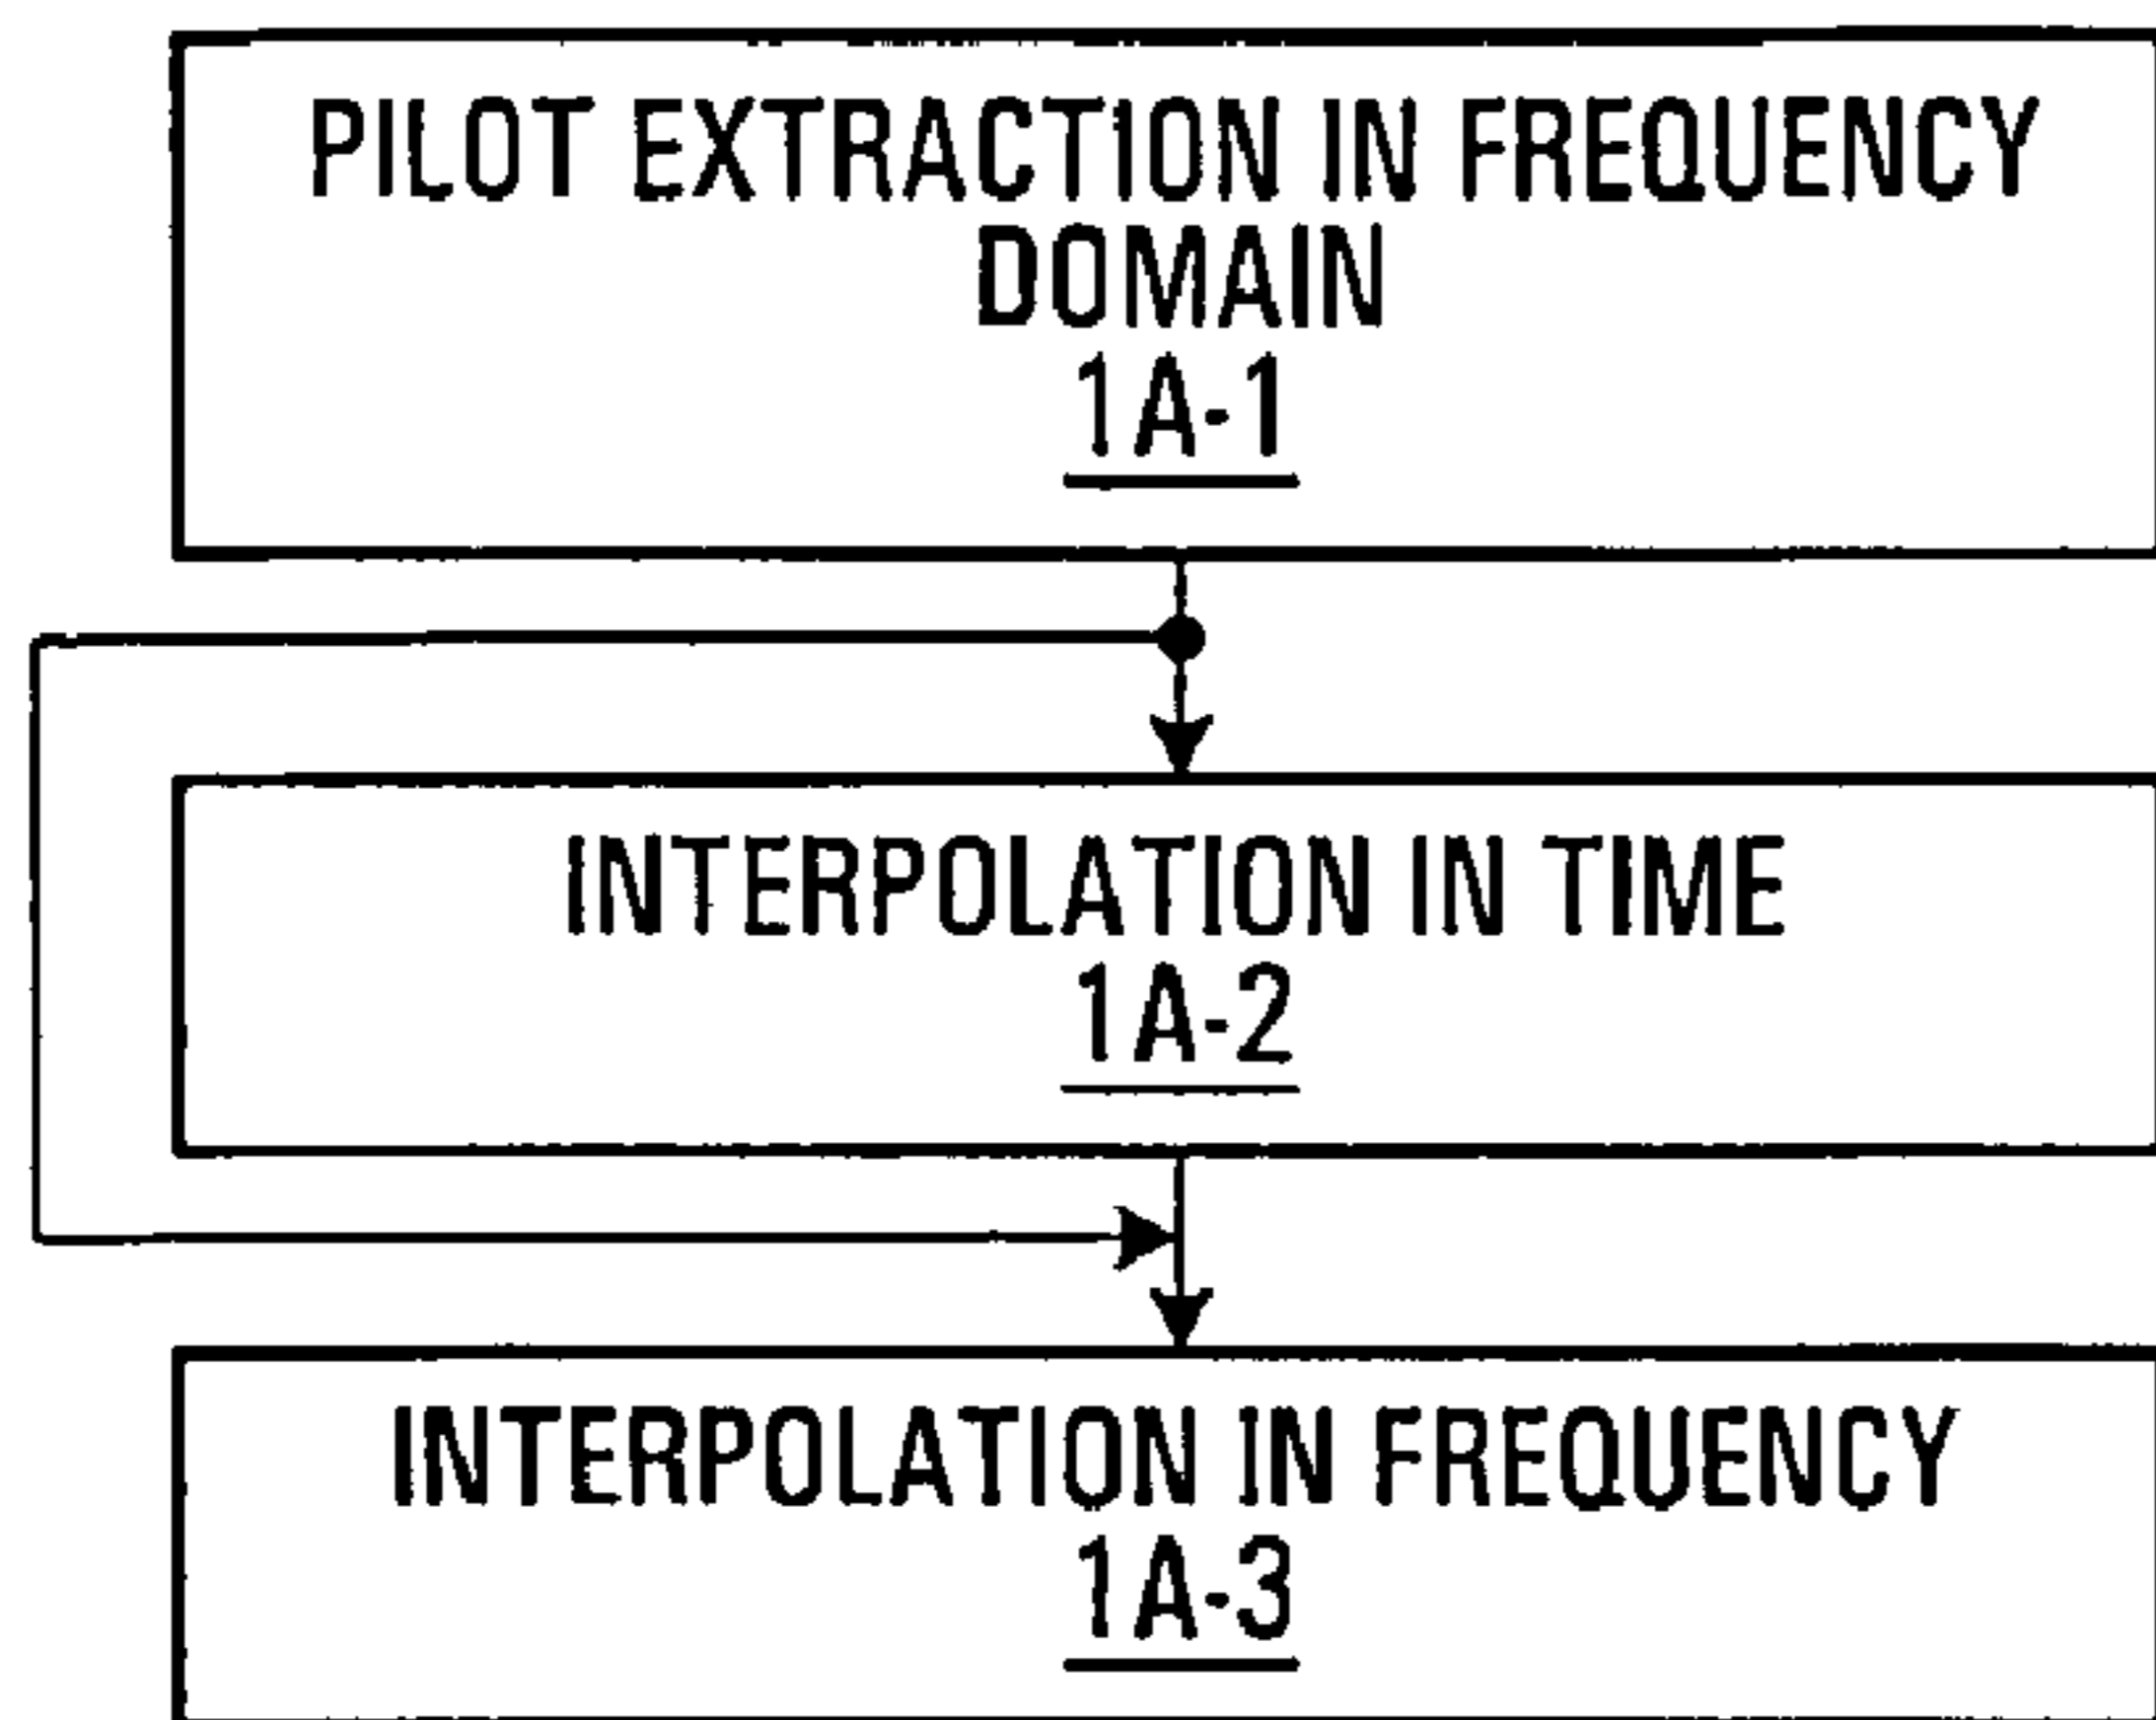 PILOT EXTRACTION IN FREQUENCY
DOMAIN
1A-1
INTERPOLATION IN TIME
1A-2
INTERPOLATION IN FREQUENCY
1A-3